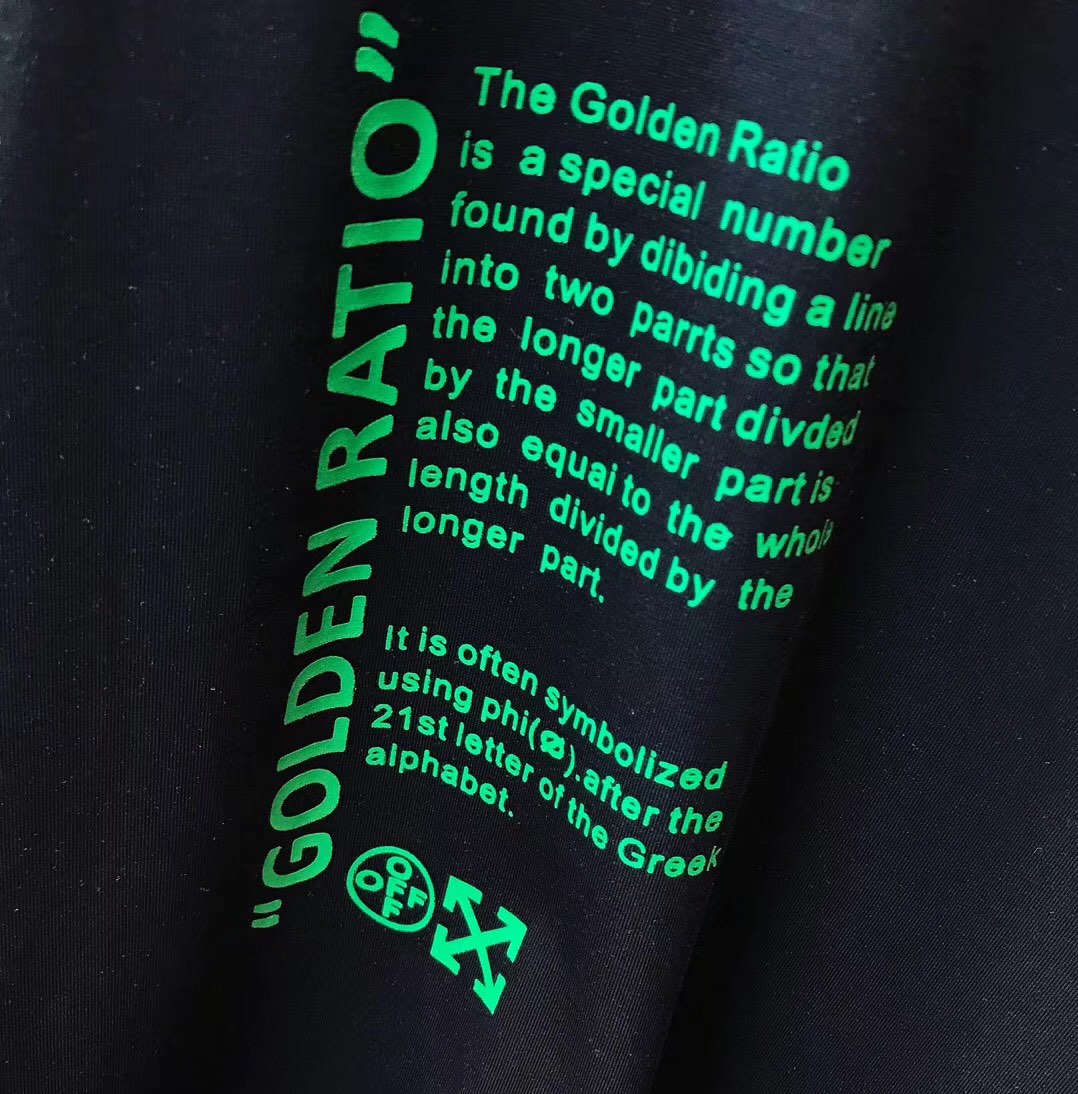 "GOLDEN RATIO"
The Golden Ratio
is a special number
found by dibiding a line
into two parrts so that
the longer part divded
by the smaller part is
also equai to the whole
length divided by the
longer part.
It is often symbolized
using phi(Ø).after the
21st letter of the Greek
alphabet.
OFF
OFF